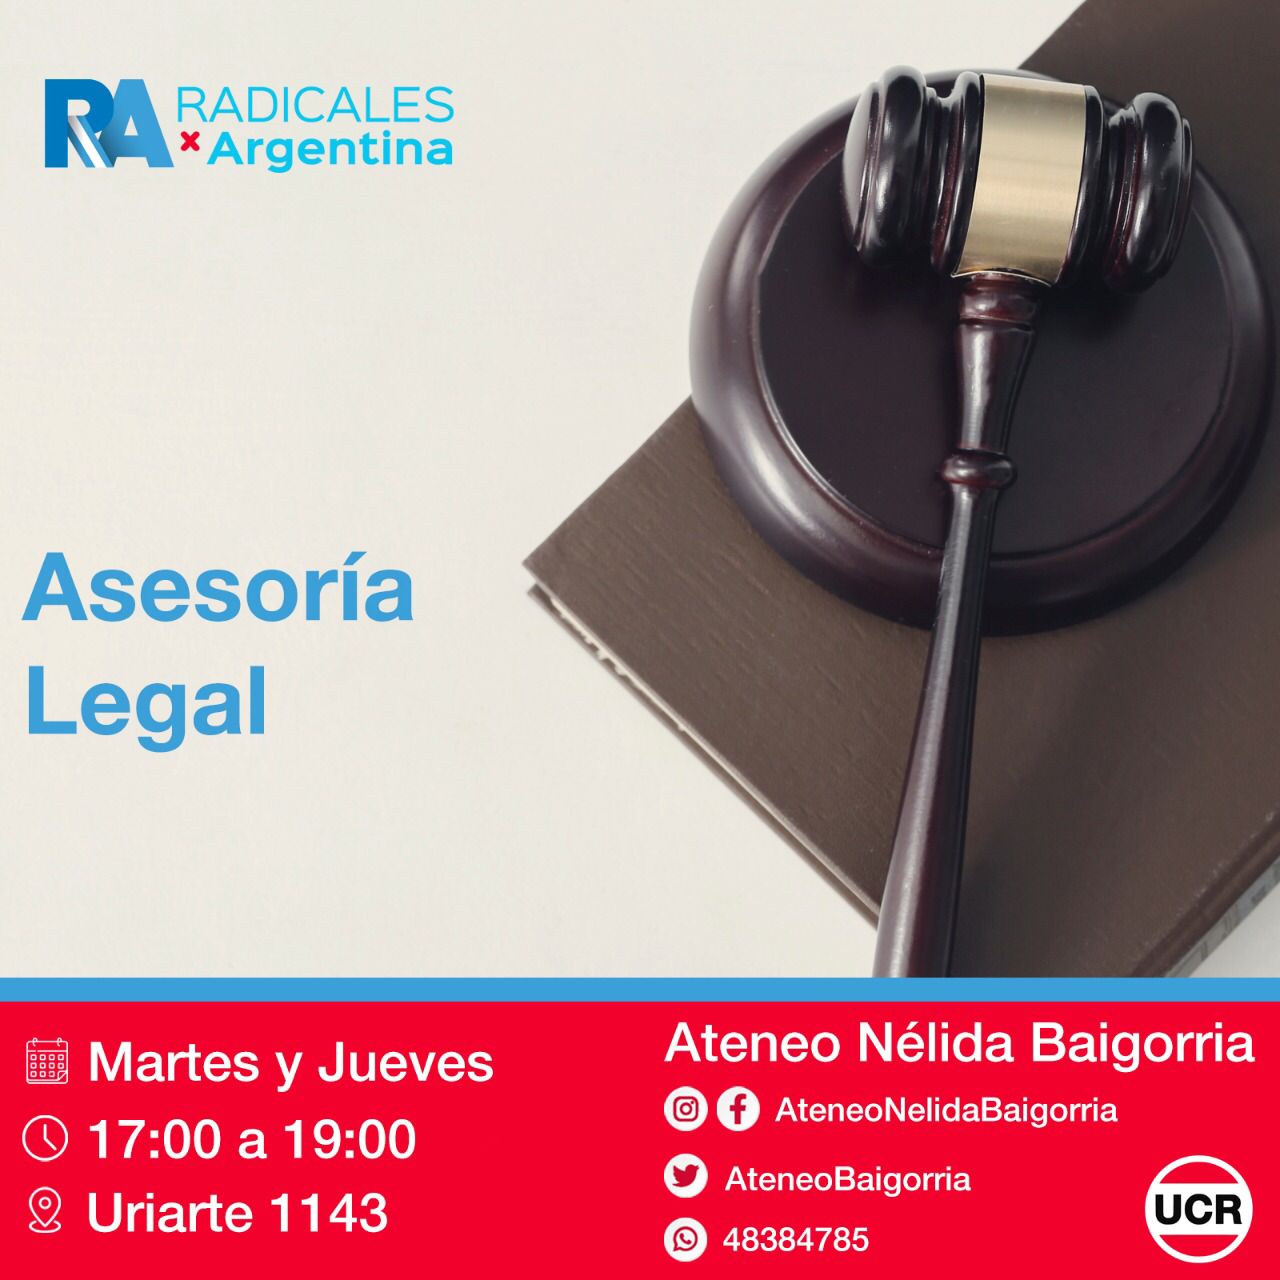 RA RADICALES
x Argentina
Asesoría
Legal
Martes y Jueves
17:00 a 19:00
Uriarte 1143
Ateneo Nélida Baigorria
AteneoNelidaBaigorria
AteneoBaigorria
48384785
UCR